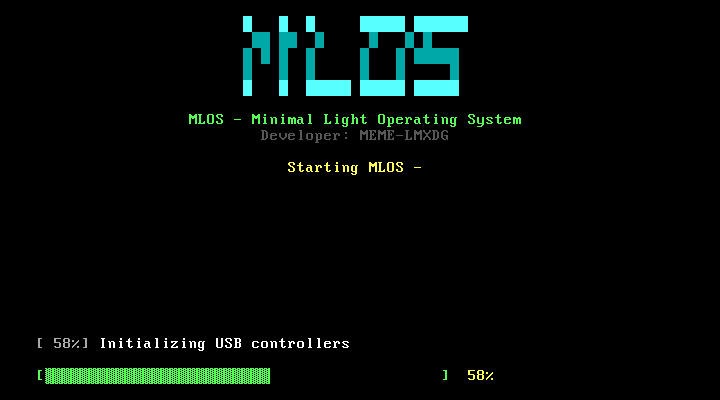 MLOS
MLOS - Minimal Light Operating System
Developer: MEME-LMXDG
Starting MLOS -
[ 58%] Initializing USB controllers
[ ] 58%